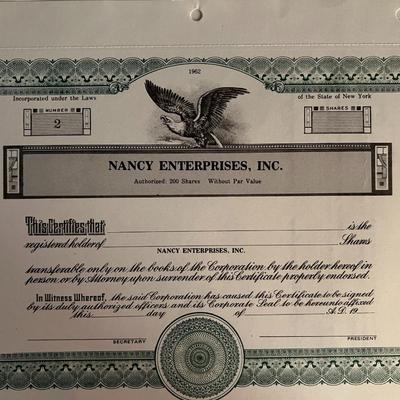 1962
Incorporated under the Laws
of the State of New York
NUMBER
2
SHARES
NANCY ENTERPRISES, INC.
Authorized: 200 Shares Without Par Value
This Certifies that
is the
registered holder of
Shares
NANCY ENTERPRISES, INC.
transferable only on the books of the Corporation by the holder hereof in
person or by Attorney upon surrender of this Certificate properly endorsed.
In Witness Whereof, the said Corporation has caused this Certificate to be signed
by its duly authorized officers and its Corporate Seal to be hereunto affixed
this day of A.D. 19
SECRETARY
PRESIDENT